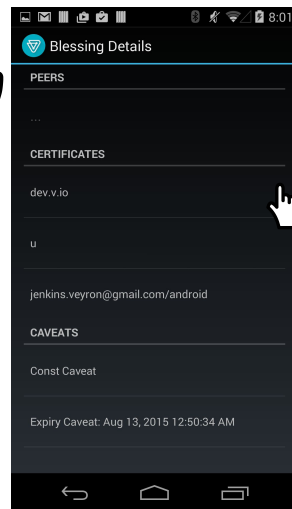 8:01
Blessing Details
PEERS
...
CERTIFICATES
dev.v.io
u
jenkins.veyron@gmail.com/android
CAVEATS
Const Caveat
Expiry Caveat: Aug 13, 2015 12:50:34 AM